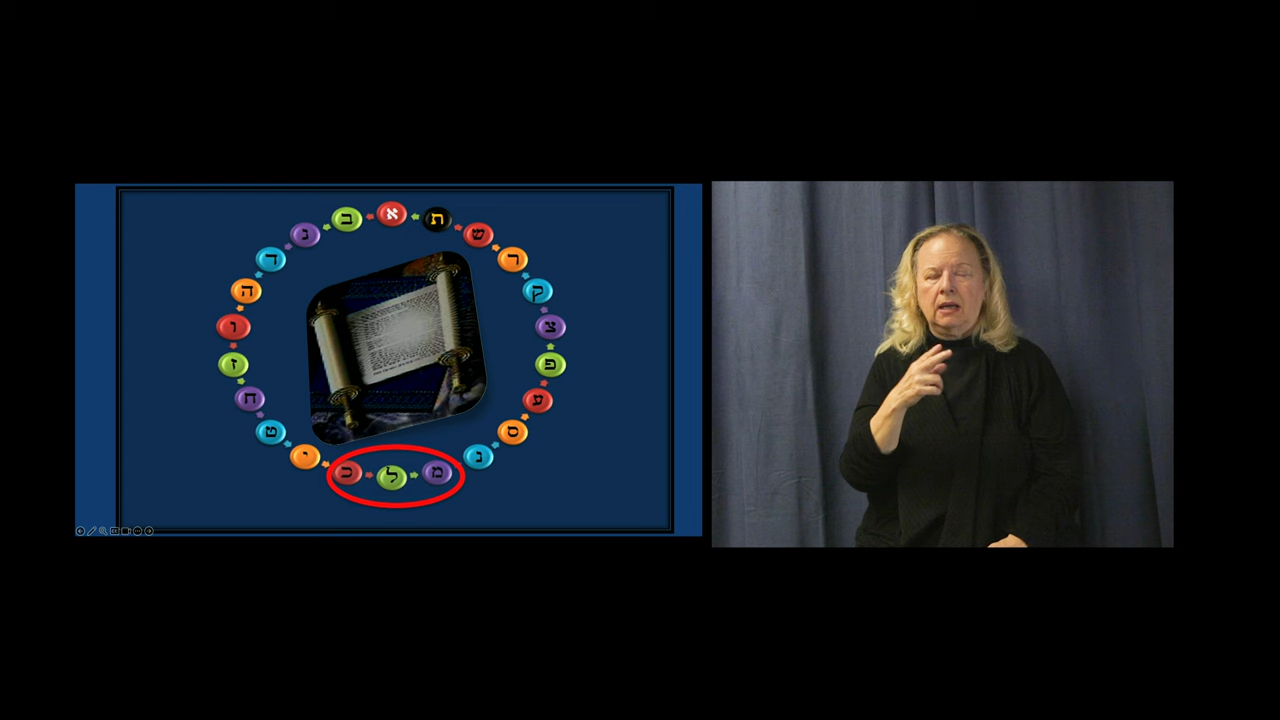 א
ב
ג
ד
ה
ו
ז
ח
ט
י
כ
ל
מ
נ
ס
ע
פ
צ
ק
ר
ש
ת